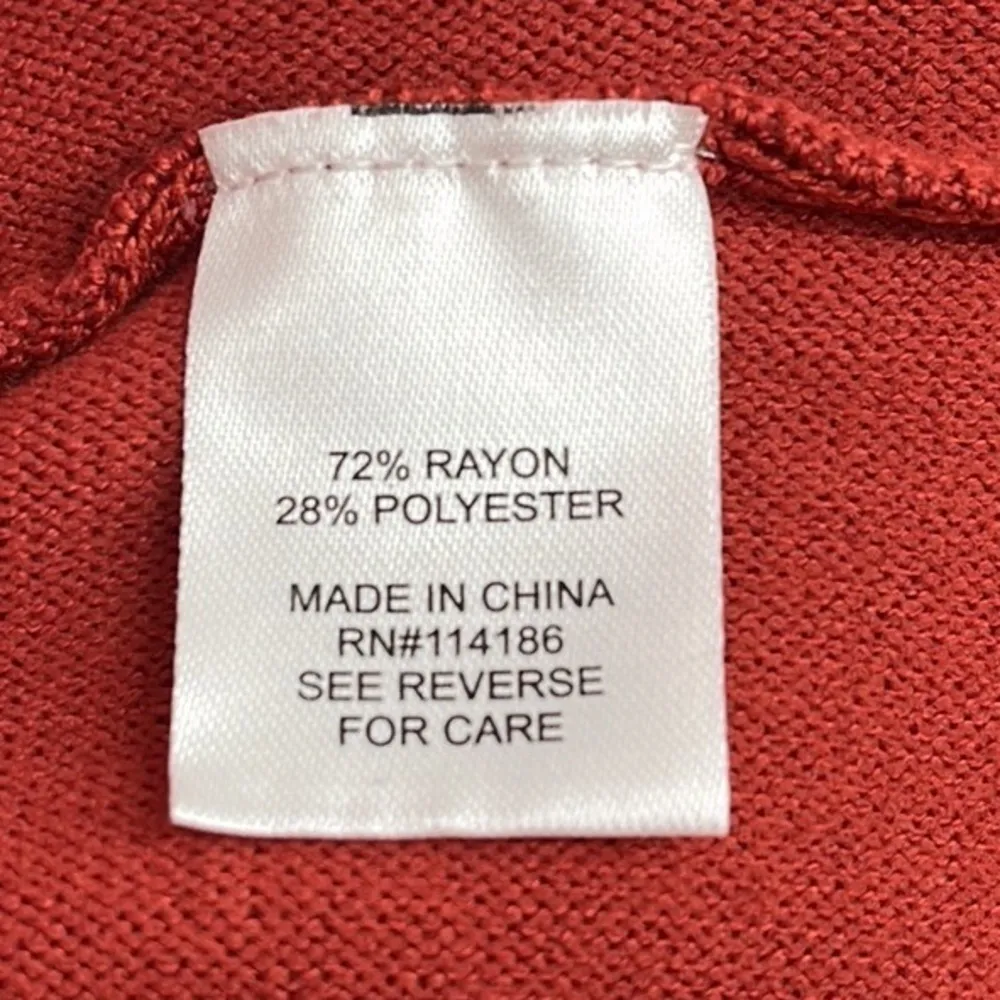 72% RAYON
28% POLYESTER
MADE IN CHINA
RN#114186
SEE REVERSE
FOR CARE